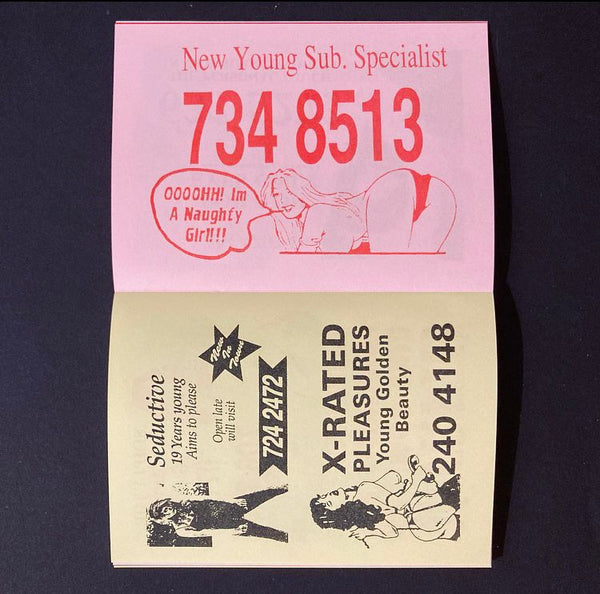 New Young Sub. Specialist
734 8513
OOOOHH! Im
A Naughty
Girl!!!
Seductive
19 Years young
Aims to please
New
In
Town
Open late
will visit
724 2472
X-RATED
PLEASURES
Young Golden
Beauty
240 4148